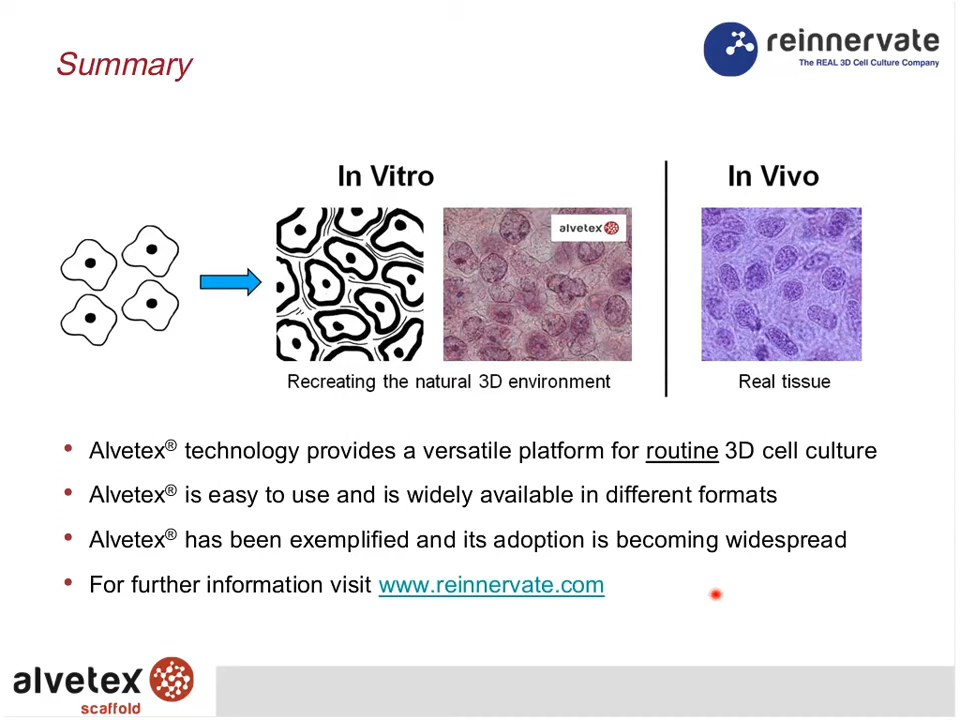 Summary
reinnervate
The REAL 3D Cell Culture Company
In Vitro
In Vivo
alvetex
Recreating the natural 3D environment
Real tissue
• Alvetex® technology provides a versatile platform for routine 3D cell culture
• Alvetex® is easy to use and is widely available in different formats
• Alvetex® has been exemplified and its adoption is becoming widespread
• For further information visit www.reinnervate.com
alvetex
scaffold